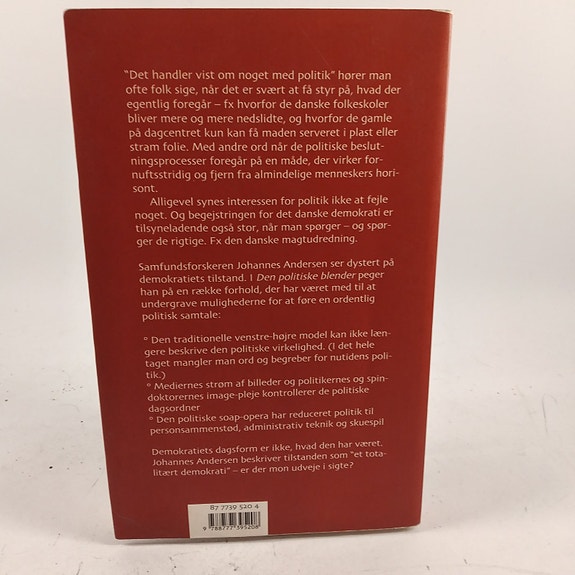 "Det handler vist om noget med politik" hører man
ofte folk sige, når det er svært at få styr på, hvad der
egentlig foregår – fx hvorfor de danske folkeskoler
bliver mere og mere nedslidte, og hvorfor de gamle
på dagcentret kun kan få maden serveret i plast eller
stram folie. Med andre ord når de politiske beslut-
ningsprocesser foregår på en måde, der virker for-
nuftsstridig og fjern fra almindelige menneskers hori-
sont.
Alligevel synes interessen for politik ikke at fejle
noget. Og begejstringen for det danske demokrati er
tilsyneladende også stor, når man spørger – og spør-
ger de rigtige. Fx den danske magtudredning.
Samfundsforskeren Johannes Andersen ser dystert på
demokratiets tilstand. I Den politiske blender peger
han på en række forhold, der har været med til at
undergrave mulighederne for at føre en ordentlig
politisk samtale:
° Den traditionelle venstre-højre model kan ikke læn-
gere beskrive den politiske virkelighed. (I det hele
taget mangler man ord og begreber for nutidens poli-
tik.)
° Mediernes strøm af billeder og politikernes og spin-
doktorernes image-pleje kontrollerer de politiske
dagsordner
° Den politiske soap-opera har reduceret politik til
personsammenstød, administrativ teknik og skuespil
Demokratiets dagsform er ikke, hvad den har været.
Johannes Andersen beskriver tilstanden som "et tota-
litært demokrati" – er der mon udveje i sigte?
87 7739 520 4
9 788777 395208